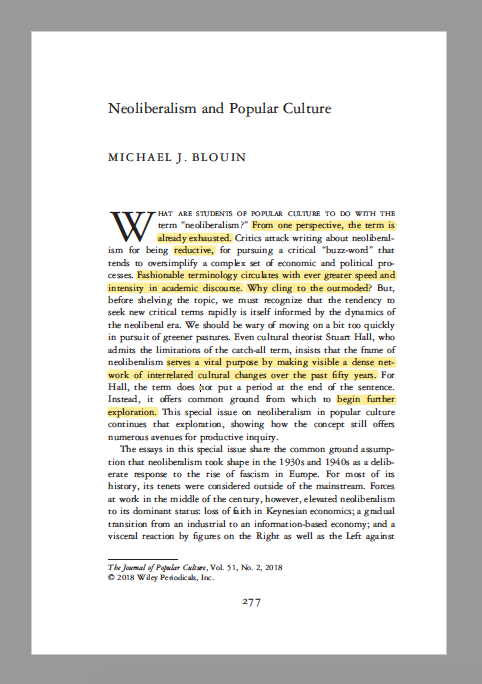 Neoliberalism and Popular Culture
MICHAEL J. BLOUIN
WHAT ARE STUDENTS OF POPULAR CULTURE TO DO WITH THE
term "neoliberalism?" From one perspective, the term is
already exhausted. Critics attack writing about neoliberal-
ism for being reductive, for pursuing a critical "buzz-word" that
tends to oversimplify a complex set of economic and political pro-
cesses. Fashionable terminology circulates with ever greater speed and
intensity in academic discourse. Why cling to the outmoded? But,
before shelving the topic, we must recognize that the tendency to
seek new critical terms rapidly is itself informed by the dynamics of
the neoliberal era. We should be wary of moving on a bit too quickly
in pursuit of greener pastures. Even cultural theorist Stuart Hall, who
admits the limitations of the catch-all term, insists that the frame of
neoliberalism serves a vital purpose by making visible a dense net-
work of interrelated cultural changes over the past fifty years. For
Hall, the term does not put a period at the end of the sentence.
Instead, it offers common ground from which to begin further
exploration. This special issue on neoliberalism in popular culture
continues that exploration, showing how the concept still offers
numerous avenues for productive inquiry.
The essays in this special issue share the common ground assump-
tion that neoliberalism took shape in the 1930s and 1940s as a delib-
erate response to the rise of fascism in Europe. For most of its
history, its tenets were considered outside of the mainstream. Forces
at work in the middle of the century, however, elevated neoliberalism
to its dominant status: loss of faith in Keynesian economics; a gradual
transition from an industrial to an information-based economy; and a
visceral reaction by figures on the Right as well as the Left against
The Journal of Popular Culture, Vol. 51, No. 2, 2018
© 2018 Wiley Periodicals, Inc.
277